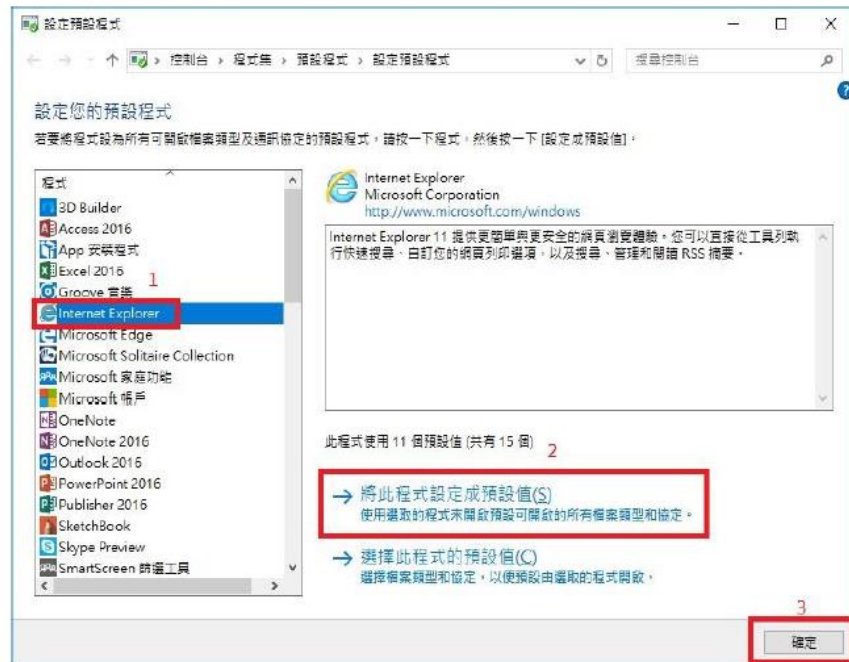 設定預設程式
控制台 › 程式集 › 預設程式 › 設定預設程式
搜尋控制台
設定您的預設程式
若要將程式設為所有可開啟檔案類型及通訊協定的預設程式，請按一下程式，然後按一下 [設定成預設值]。
程式
3D Builder
Access 2016
App 安裝程式
Excel 2016
1
Groove 音樂
Internet Explorer
Microsoft Edge
Microsoft Solitaire Collection
Microsoft 家庭功能
Microsoft 帳戶
OneNote
OneNote 2016
Outlook 2016
PowerPoint 2016
Publisher 2016
SketchBook
Skype Preview
SmartScreen 篩選工具
Internet Explorer
Microsoft Corporation
http://www.microsoft.com/windows
Internet Explorer 11 提供更簡單與更安全的網頁瀏覽體驗。您可以直接從工具列執
行快速搜尋、自訂您的網頁列印選項，以及搜尋、管理和閱讀 RSS 摘要。
此程式使用 11 個預設值 (共有 15 個)
2
→ 將此程式設定成預設值(S)
使用選取的程式來開啟預設可開啟的所有檔案類型和協定。
→ 選擇此程式的預設值(C)
選擇檔案類型和協定，以便預設由選取的程式開啟。
3
確定